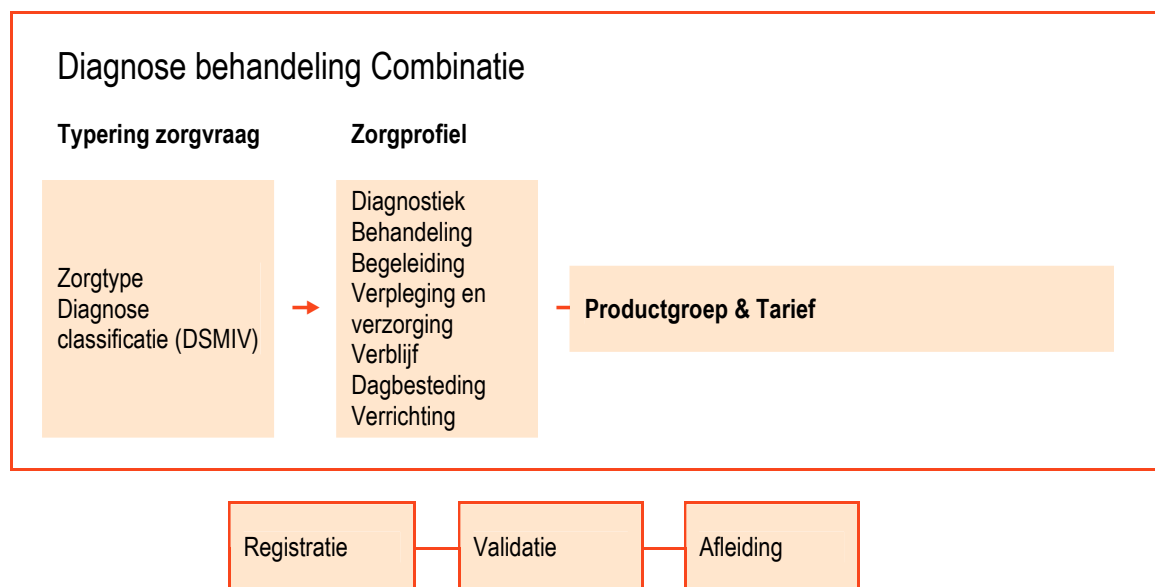 Diagnose behandeling Combinatie
Typering zorgvraag
Zorgprofiel
Zorgtype
Diagnose
classificatie (DSMIV)
Diagnostiek
Behandeling
Begeleiding
Verpleging en
verzorging
Verblijf
Dagbesteding
Verrichting
Productgroep & Tarief
Registratie
Validatie
Afleiding